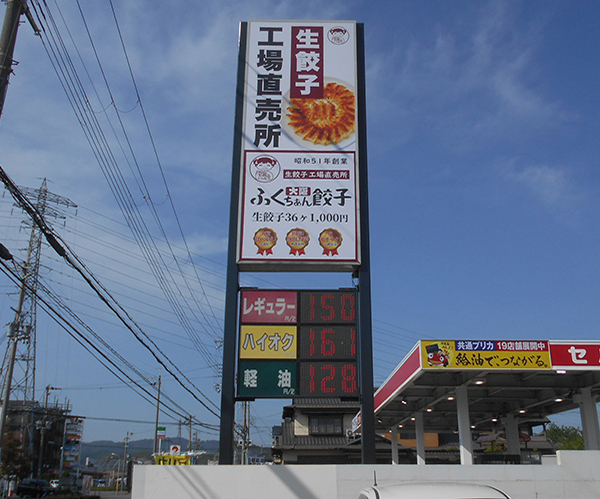 生餃子
工場直売所
昭和51年創業
生餃子工場直売所
大阪
ふくちぁん餃子
生餃子36ヶ1,000円
レギュラー 150
ハイオク 161
軽油 128
共通プリカ 19店舗展開中
給油でつながる。
セ